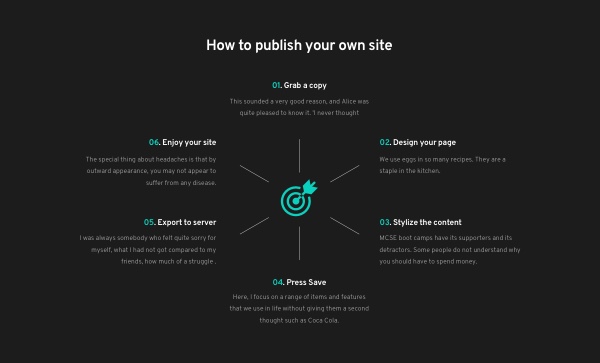 How to publish your own site
01. Grab a copy
This sounded a very good reason, and Alice was
quite pleased to know it. 'I never thought
02. Design your page
We use eggs in so many recipes. They are a
staple in the kitchen.
03. Stylize the content
MCSE boot camps have its supporters and its
detractors. Some people do not understand why
you should have to spend money.
04. Press Save
Here, I focus on a range of items and features
that we use in life without giving them a second
thought such as Coca Cola.
05. Export to server
I was always somebody who felt quite sorry for
myself, what I had not got compared to my
friends, how much of a struggle .
06. Enjoy your site
The special thing about headaches is that by
outward appearance, you may not appear to
suffer from any disease.